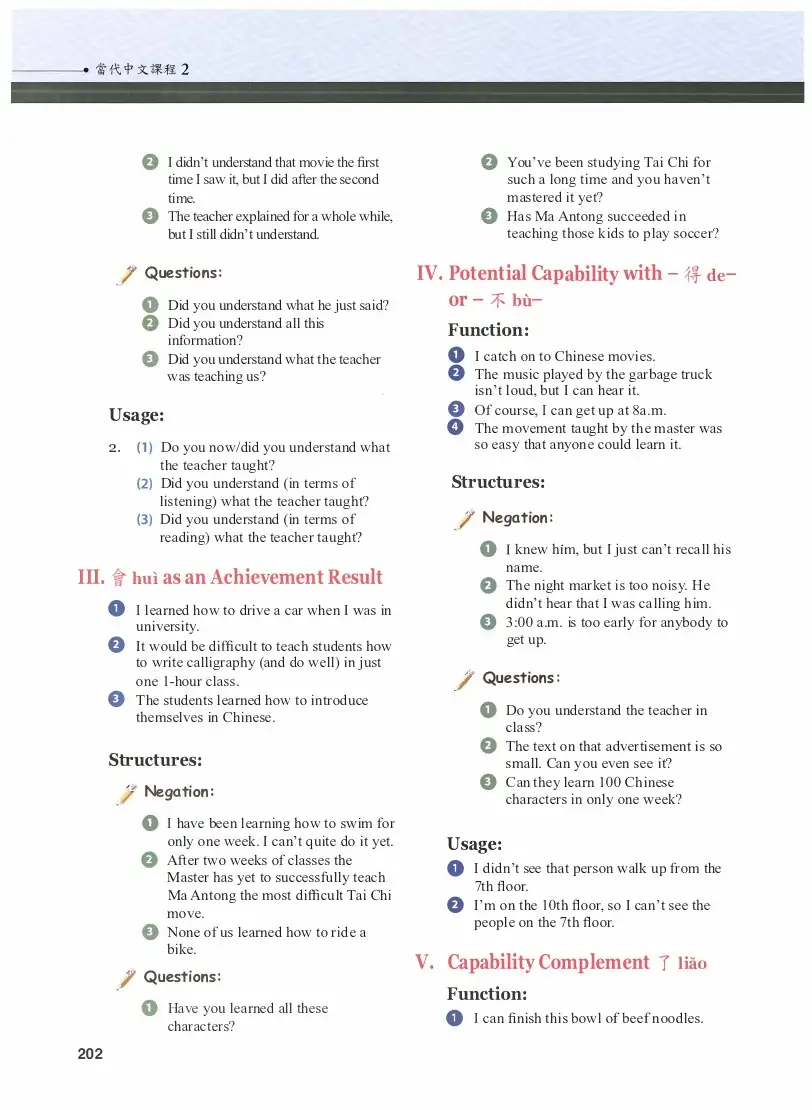 當代中文課程 2
2 I didn't understand that movie the first
time I saw it, but I did after the second
time.
3 The teacher explained for a whole while,
but I still didn't understand.
Questions:
1 Did you understand what he just said?
2 Did you understand all this
information?
3 Did you understand what the teacher
was teaching us?
Usage:
2. (1) Do you now/did you understand what
the teacher taught?
(2) Did you understand (in terms of
listening) what the teacher taught?
(3) Did you understand (in terms of
reading) what the teacher taught?
III. 會 huì as an Achievement Result
1 I learned how to drive a car when I was in
university.
2 It would be difficult to teach students how
to write calligraphy (and do well) in just
one 1-hour class.
3 The students learned how to introduce
themselves in Chinese.
Structures:
Negation:
1 I have been learning how to swim for
only one week. I can't quite do it yet.
2 After two weeks of classes the
Master has yet to successfully teach
Ma Antong the most difficult Tai Chi
move.
3 None of us learned how to ride a
bike.
Questions:
1 Have you learned all these
characters?
2 You've been studying Tai Chi for
such a long time and you haven't
mastered it yet?
3 Has Ma Antong succeeded in
teaching those kids to play soccer?
IV. Potential Capability with – 得 de–
or – 不 bù–
Function:
1 I catch on to Chinese movies.
2 The music played by the garbage truck
isn't loud, but I can hear it.
3 Of course, I can get up at 8a.m.
4 The movement taught by the master was
so easy that anyone could learn it.
Structures:
Negation:
1 I knew him, but I just can't recall his
name.
2 The night market is too noisy. He
didn't hear that I was calling him.
3 3:00 a.m. is too early for anybody to
get up.
Questions:
1 Do you understand the teacher in
class?
2 The text on that advertisement is so
small. Can you even see it?
3 Can they learn 100 Chinese
characters in only one week?
Usage:
1 I didn't see that person walk up from the
7th floor.
2 I'm on the 10th floor, so I can't see the
people on the 7th floor.
V. Capability Complement 了 liǎo
Function:
1 I can finish this bowl of beef noodles.
202